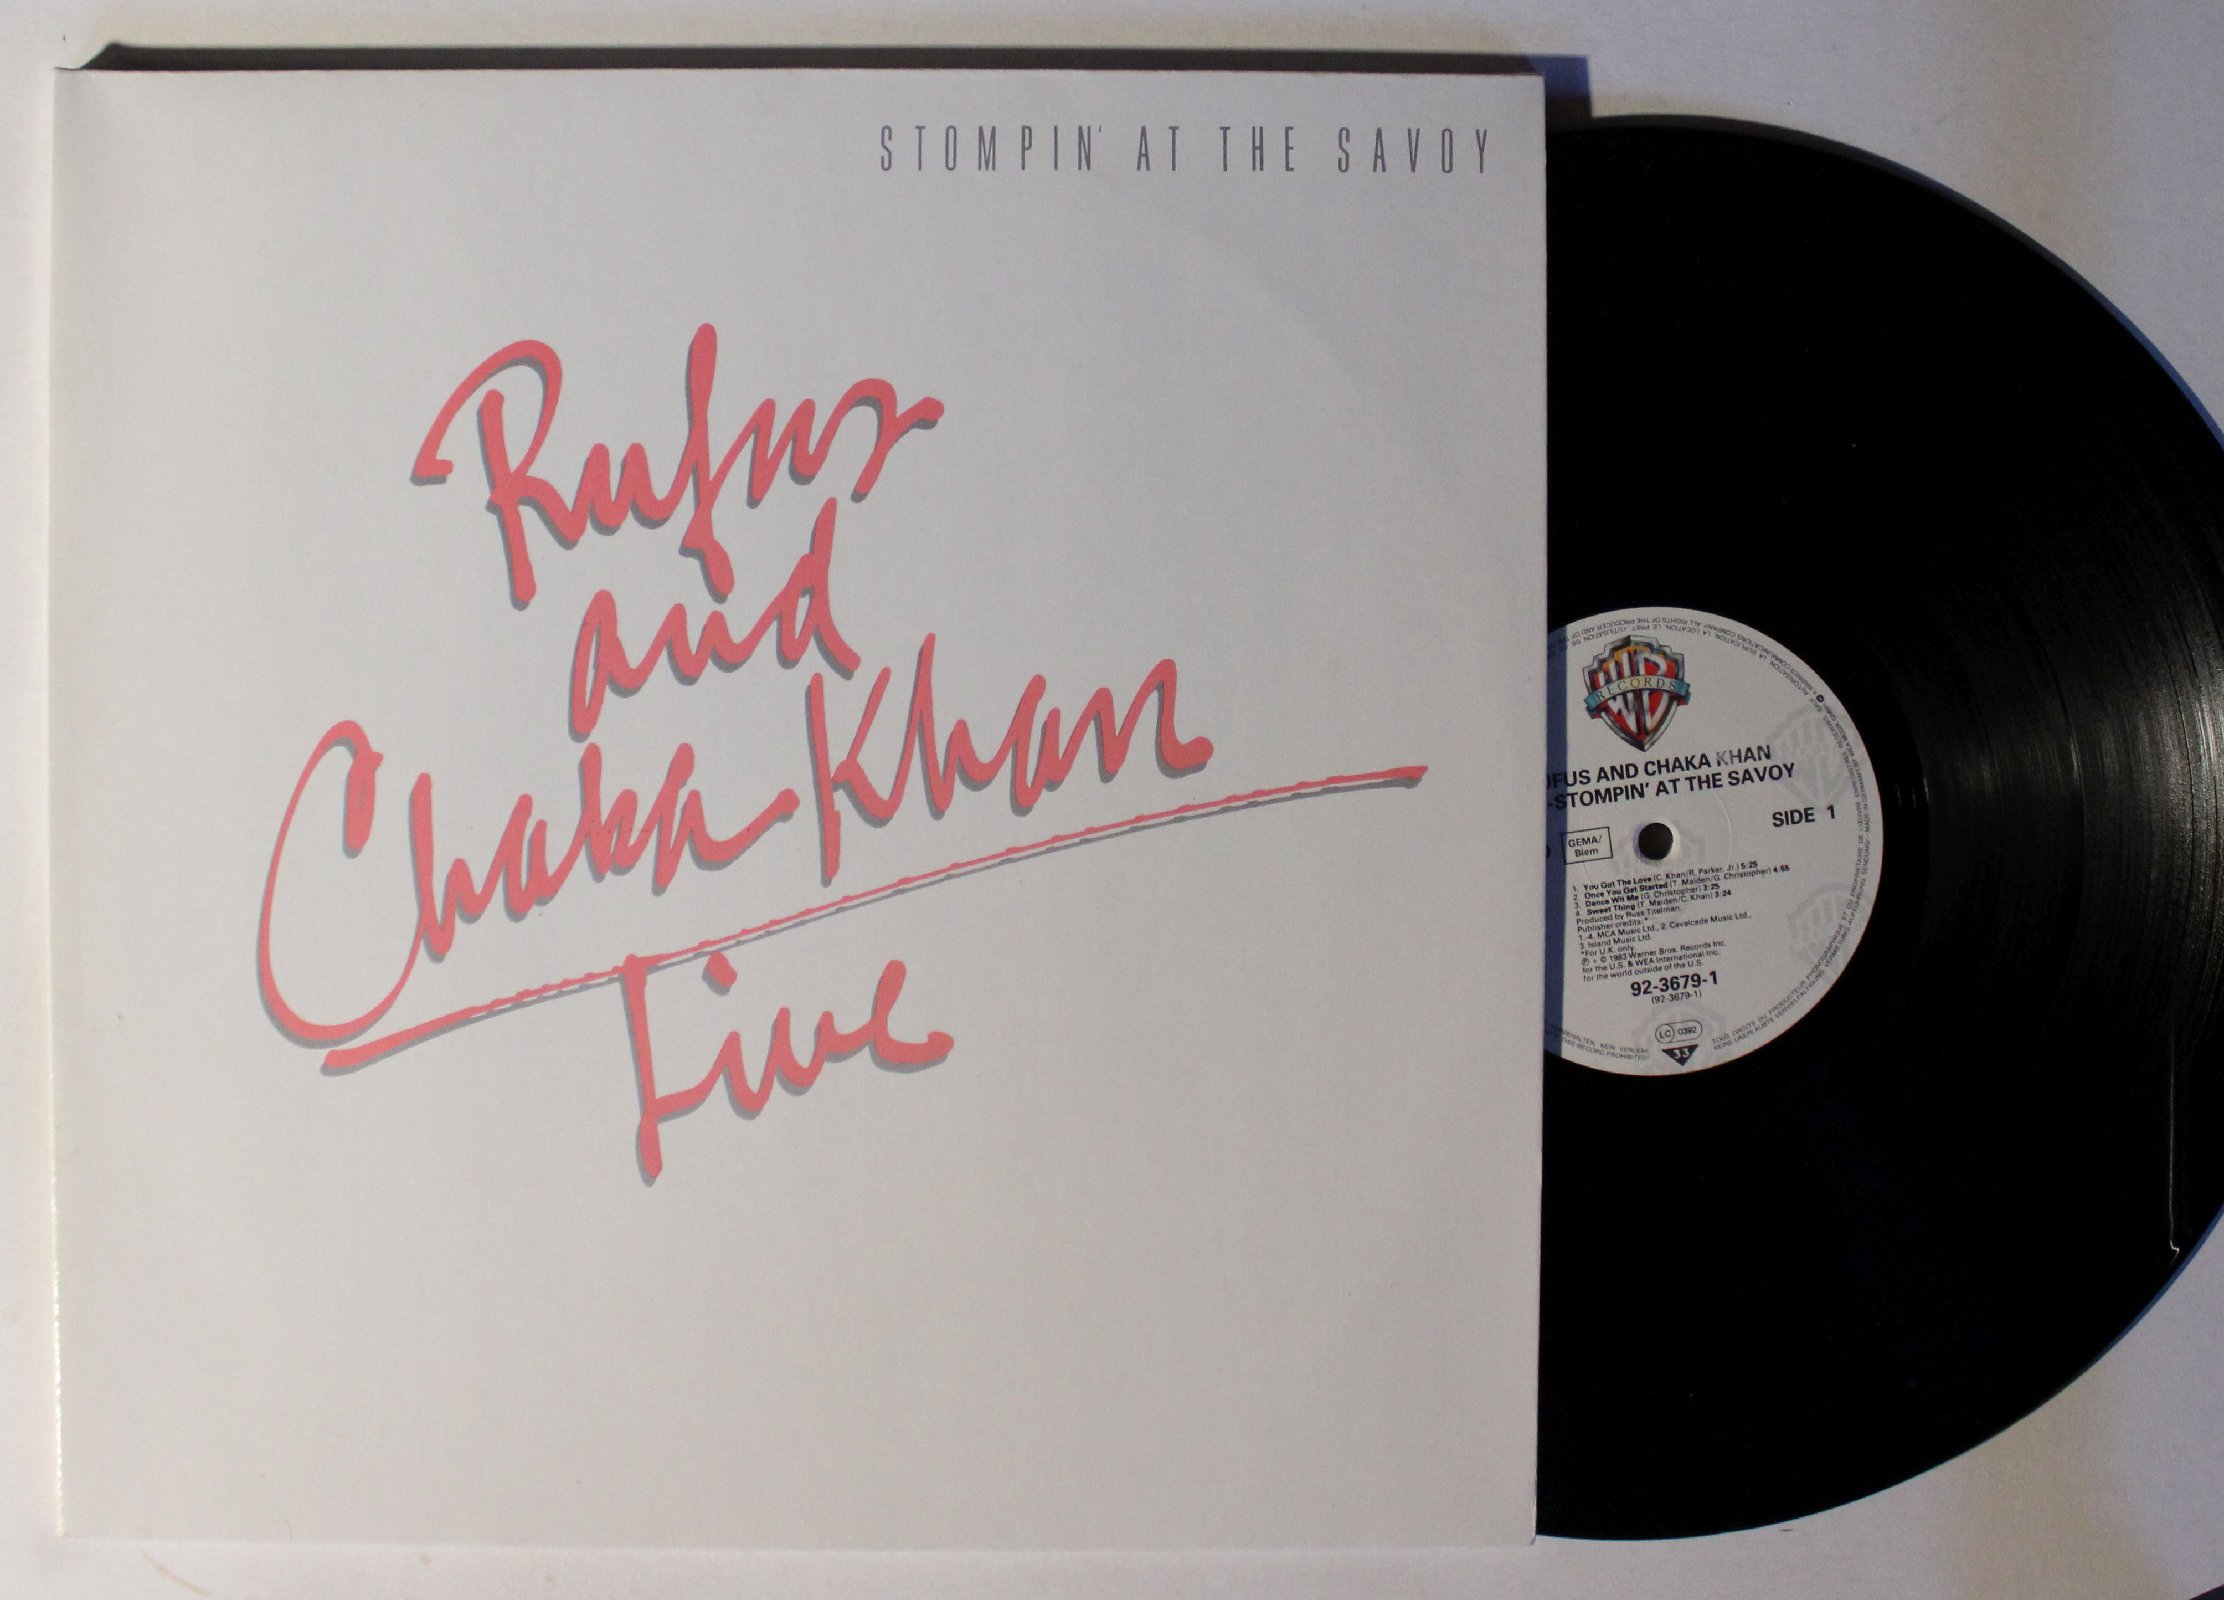 STOMPIN' AT THE SAVOY
Rufus
and
Chaka Khan
Live
RECORDS
FUS AND CHAKA KHAN
-STOMPIN' AT THE SAVOY
SIDE 1
GEMA/
Biem
1. You Got The Love (C. Khan/R. Parker, Jr.) 5:25
2. Once You Get Started (T. Maiden/G. Christopher) 4:55
3. Dance Wit Me (G. Christopher) 3:25
4. Sweet Thing (T. Maiden/C. Khan) 3:24
Produced by Russ Titelman.
Publisher credits:*
1.-4. MCA Music Ltd., 2. Cavalcade Music Ltd.,
3. Island Music Ltd.
*For U.K. only.
℗ + © 1983 Warner Bros. Records Inc.
for the U.S. & WEA International Inc.
for the world outside of the U.S.
92-3679-1
(92-3679-1)
LC 0392
33